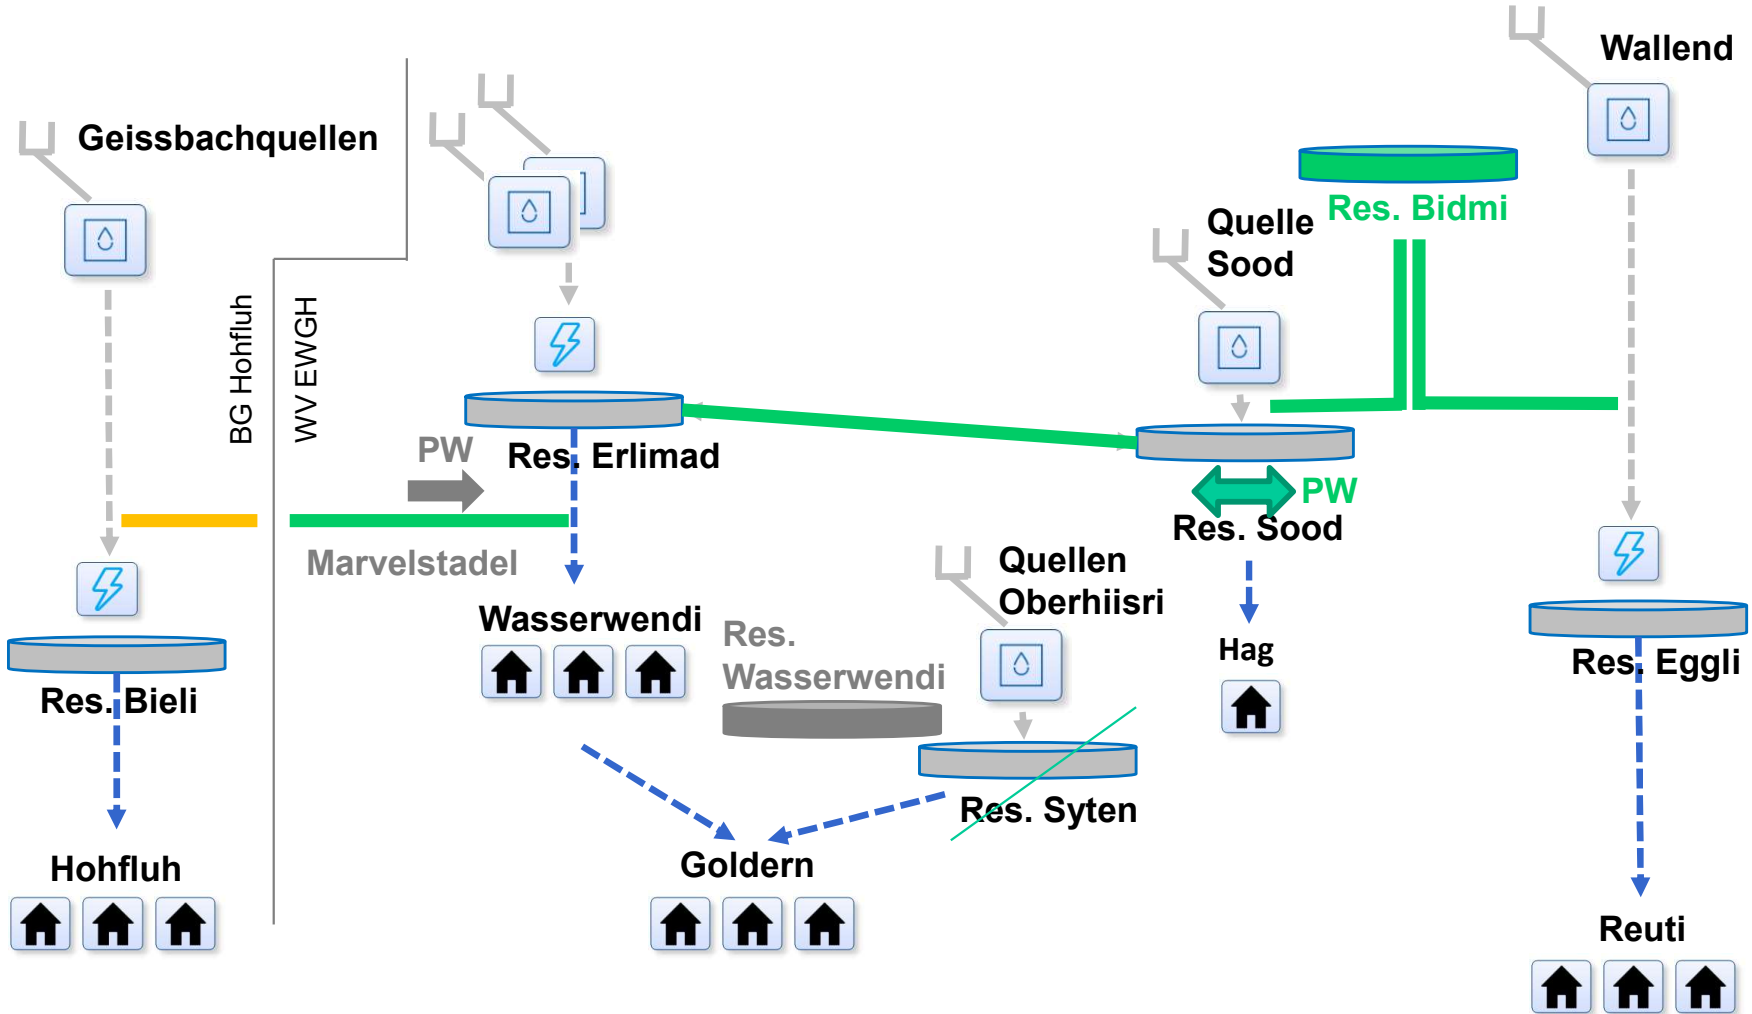 Wallend
Geissbachquellen
Res. Bidmi
Quelle
Sood
BG Hohfluh
WV EWGH
PW
Res. Erlimad
PW
Res. Sood
Marvelstadel
Quellen
Oberhiisri
Wasserwendi
Res.
Wasserwendi
Hag
Res. Eggli
Res. Bieli
Res. Syten
Hohfluh
Goldern
Reuti